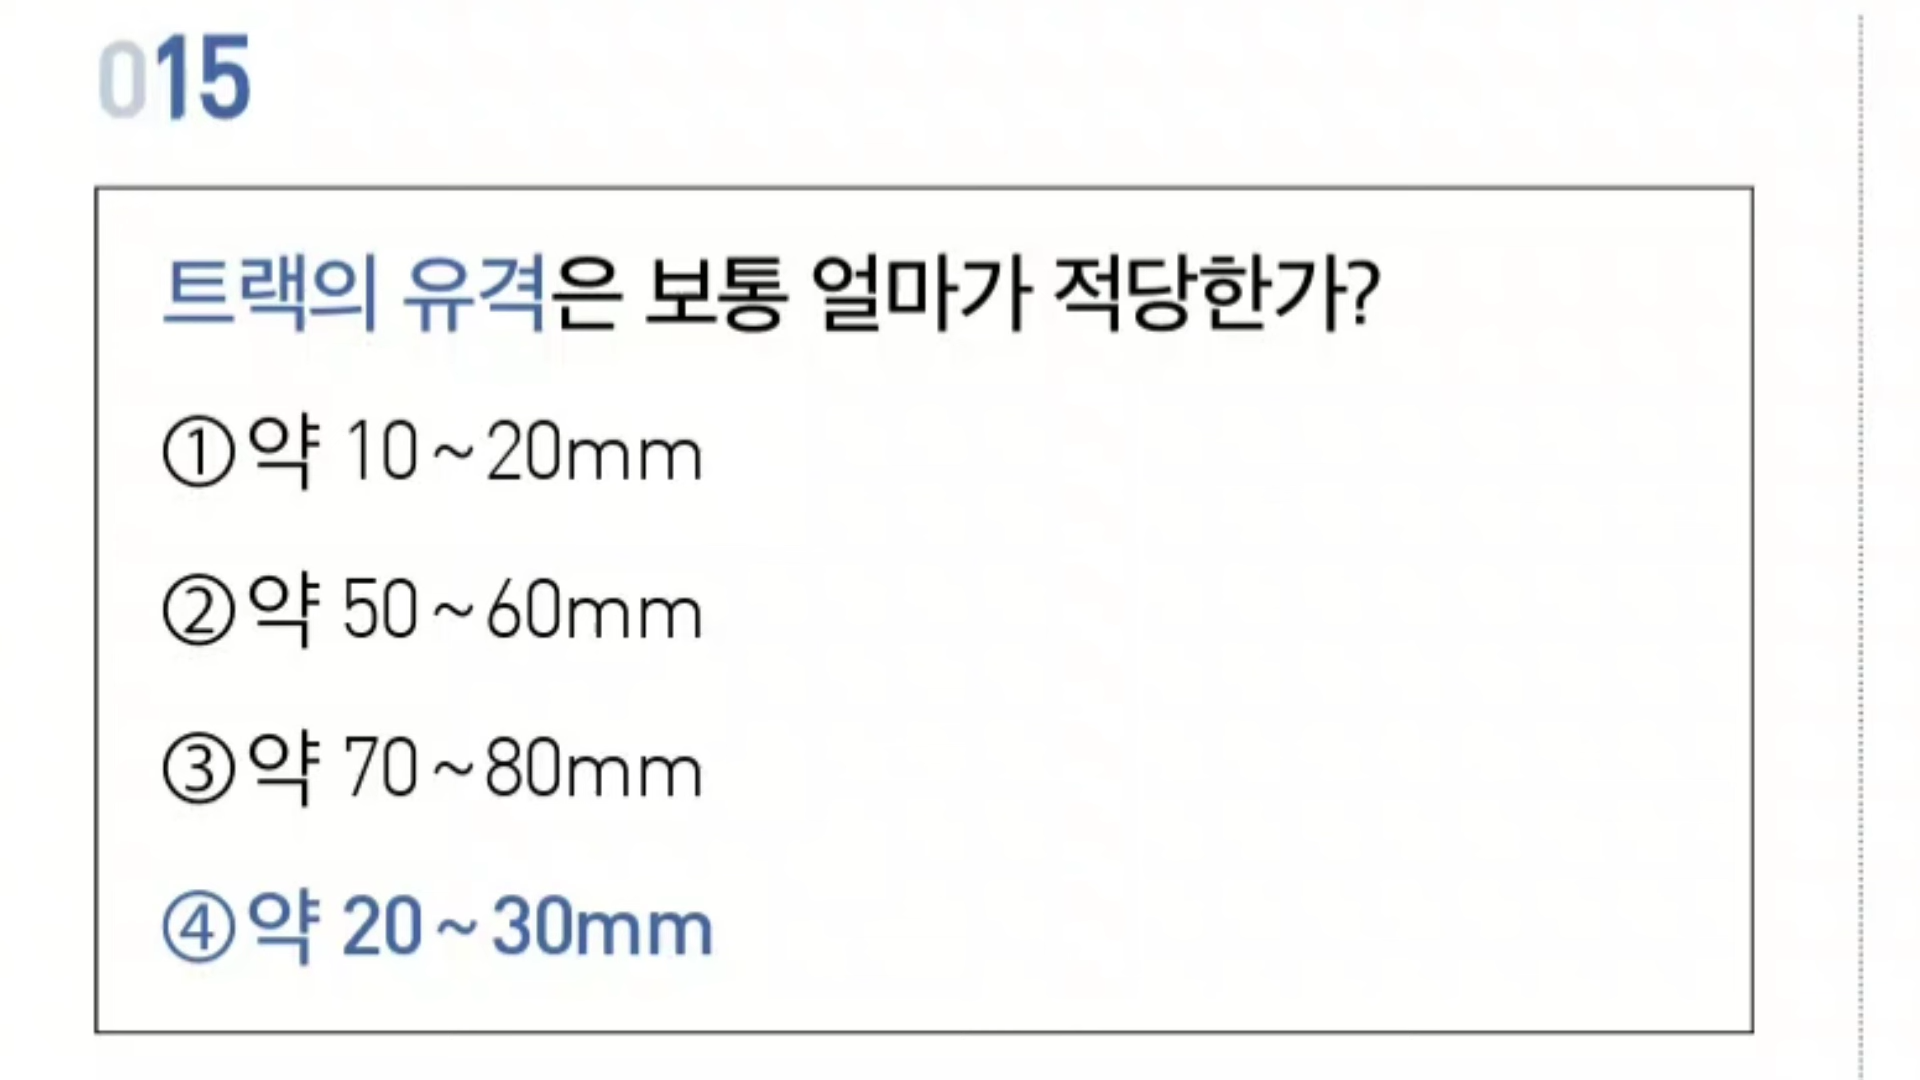 015
트랙의 유격은 보통 얼마가 적당한가?
①약 10~20mm
②약 50~60mm
③약 70~80mm
④약 20~30mm